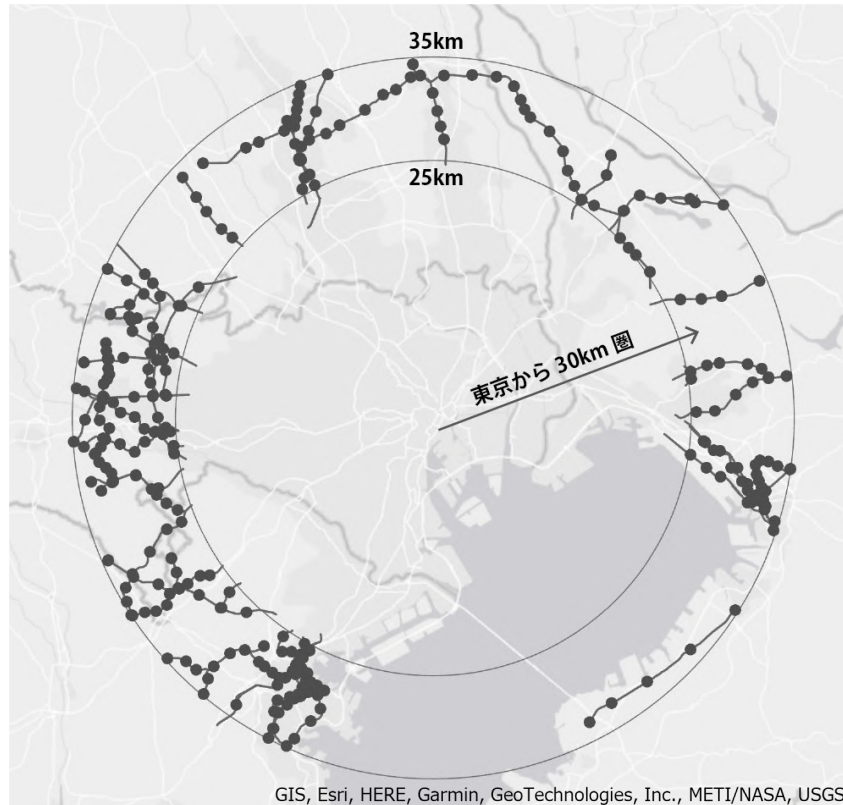 35km
25km
東京から 30km 圏
GIS, Esri, HERE, Garmin, GeoTechnologies, Inc., METI/NASA, USGS